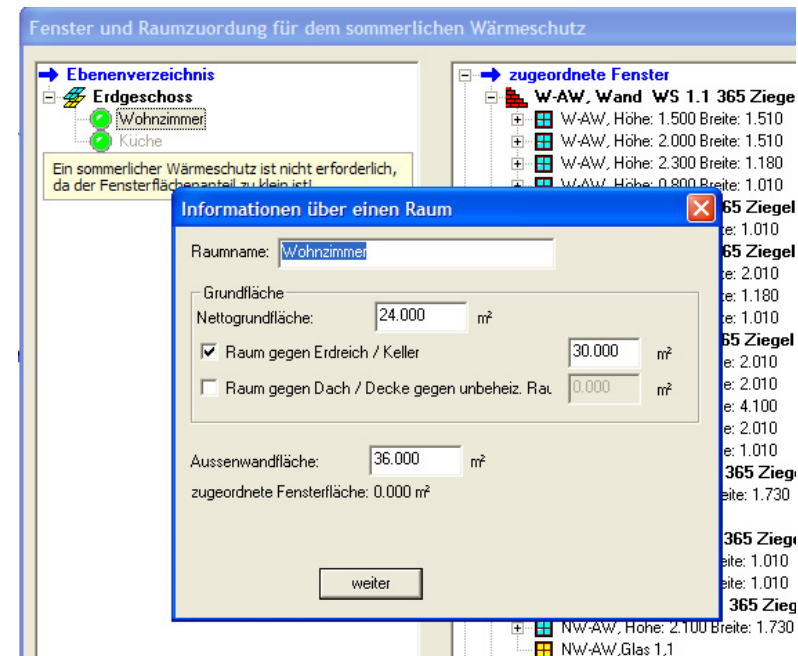 Fenster und Raumzuordung für dem sommerlichen Wärmeschutz
Ebenenverzeichnis
Erdgeschoss
Wohnzimmer
Küche
Ein sommerlicher Wärmeschutz ist nicht erforderlich,
da der Fensterflächenanteil zu klein ist!
zugeordnete Fenster
W-AW, Wand WS 1.1 365 Ziege
W-AW, Höhe: 1.500 Breite: 1.510
W-AW, Höhe: 2.000 Breite: 1.510
W-AW, Höhe: 2.300 Breite: 1.180
W-AW, Höhe: 0.800 Breite: 1.010
65 Ziegel
te: 1.010
65 Ziegel
te: 2.010
te: 1.180
te: 1.010
65 Ziegel
e: 2.010
e: 2.010
e: 4.100
e: 2.010
e: 1.010
365 Ziege
eite: 1.730
365 Ziege
eite: 1.010
eite: 1.010
365 Zieg
NW-AW, Höhe: 2.100 Breite: 1.730
NW-AW,Glas 1,1
Informationen über einen Raum
Raumname: Wohnzimmer
Grundfläche
Nettogrundfläche: 24.000 m²
Raum gegen Erdreich / Keller 30.000 m²
Raum gegen Dach / Decke gegen unbeheiz. Rau 0.000 m²
Aussenwandfläche: 36.000 m²
zugeordnete Fensterfläche: 0.000 m²
weiter